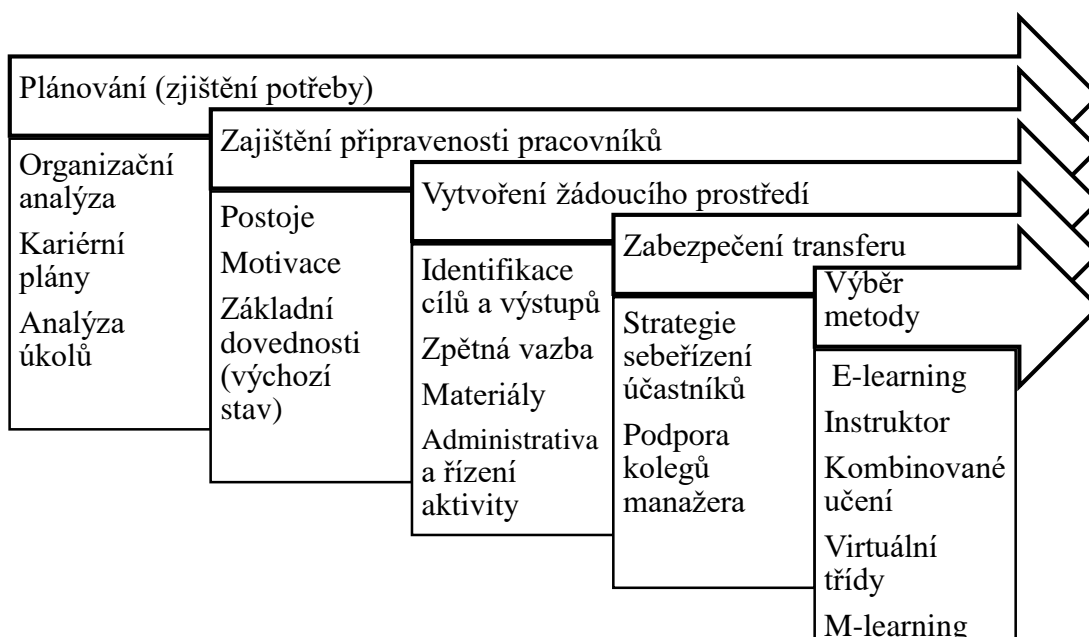 Plánování (zjištění potřeby)
Organizační
analýza
Kariérní
plány
Analýza
úkolů
Zajištění připravenosti pracovníků
Postoje
Motivace
Základní
dovednosti
(výchozí
stav)
Vytvoření žádoucího prostředí
Identifikace
cílů a výstupů
Zpětná vazba
Materiály
Administrativa
a řízení
aktivity
Zabezpečení transferu
Strategie
sebeřízení
účastníků
Podpora
kolegů
manažera
Výběr
metody
E-learning
Instruktor
Kombinované
učení
Virtuální
třídy
M-learning